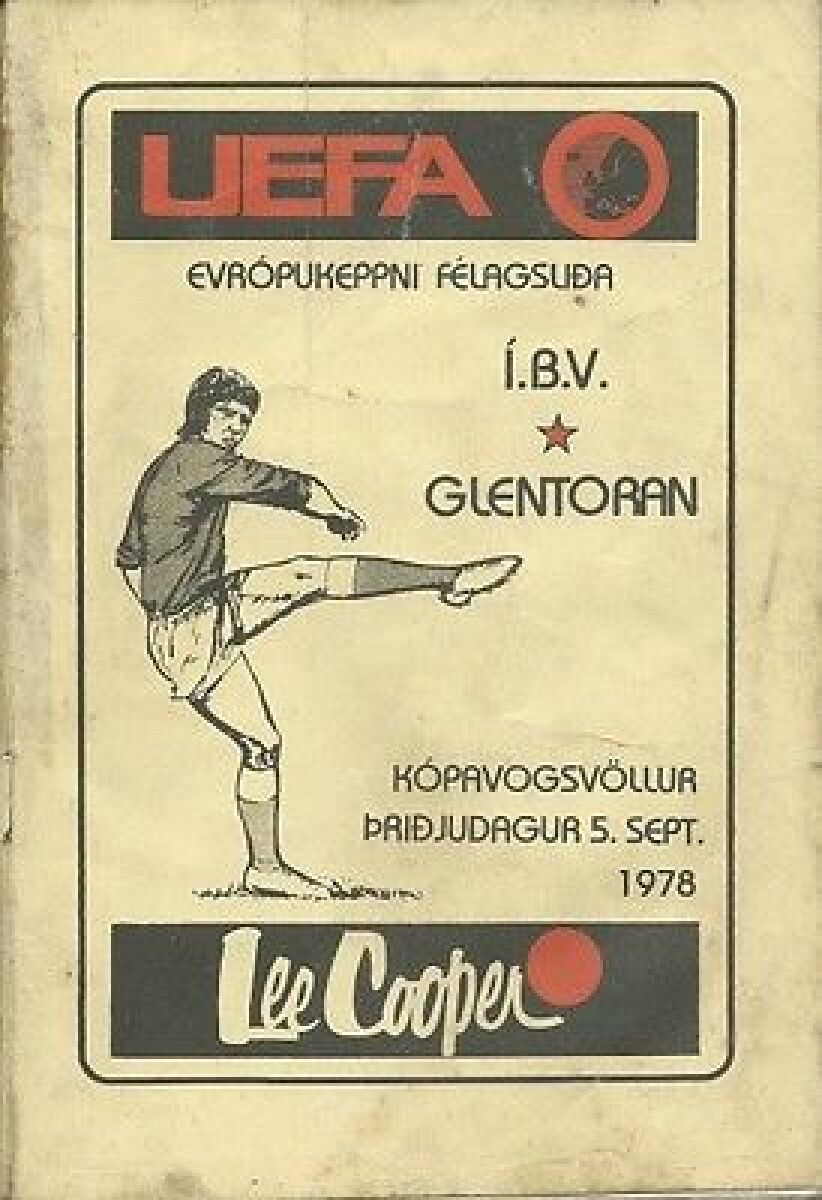 UEFA
EVRÓPUKEPPNI FÉLAGSLIÐA
Í.B.V.
GLENTORAN
KÓPAVOGSVÖLLUR
ÞRIÐJUDAGUR 5. SEPT.
1978
Lee Cooper